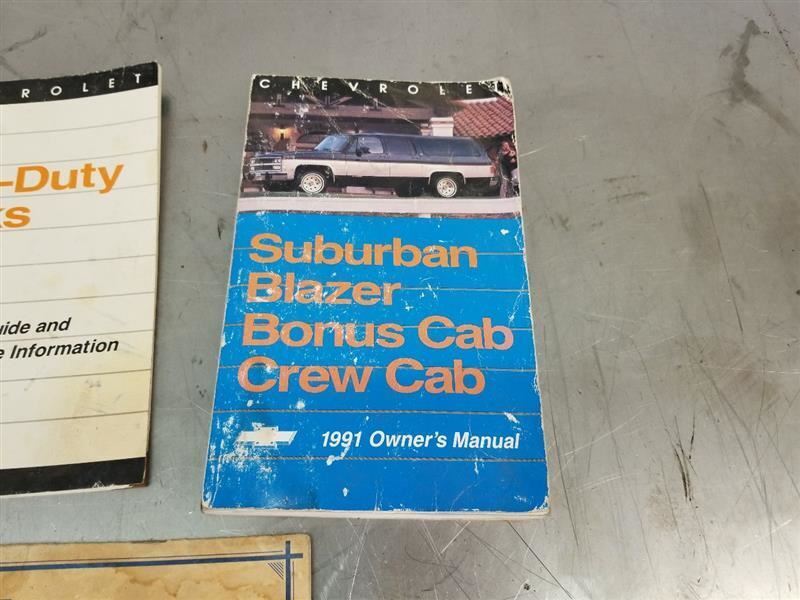 ROLET
-Duty
ks
uide and
e Information
CHEVROLET
Suburban
Blazer
Bonus Cab
Crew Cab
1991 Owner's Manual